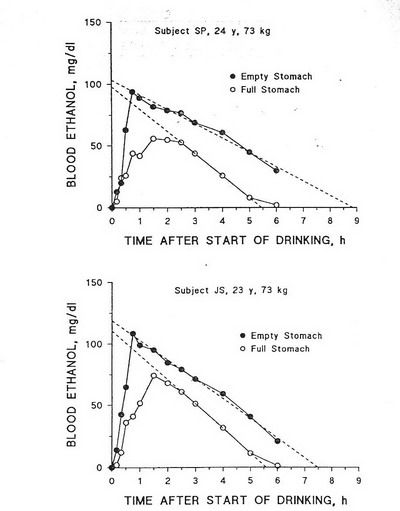 150
Subject SP, 24 y, 73 kg
Empty Stomach
100
Full Stomach
BLOOD ETHANOL, mg/dl
50
0
0 1 2 3 4 5 6 7 8 9
TIME AFTER START OF DRINKING, h
150
Subject JS, 23 y, 73 kg
Empty Stomach
Full Stomach
100
BLOOD ETHANOL, mg/dl
50
0
0 1 2 3 4 5 6 7 8 9
TIME AFTER START OF DRINKING, h